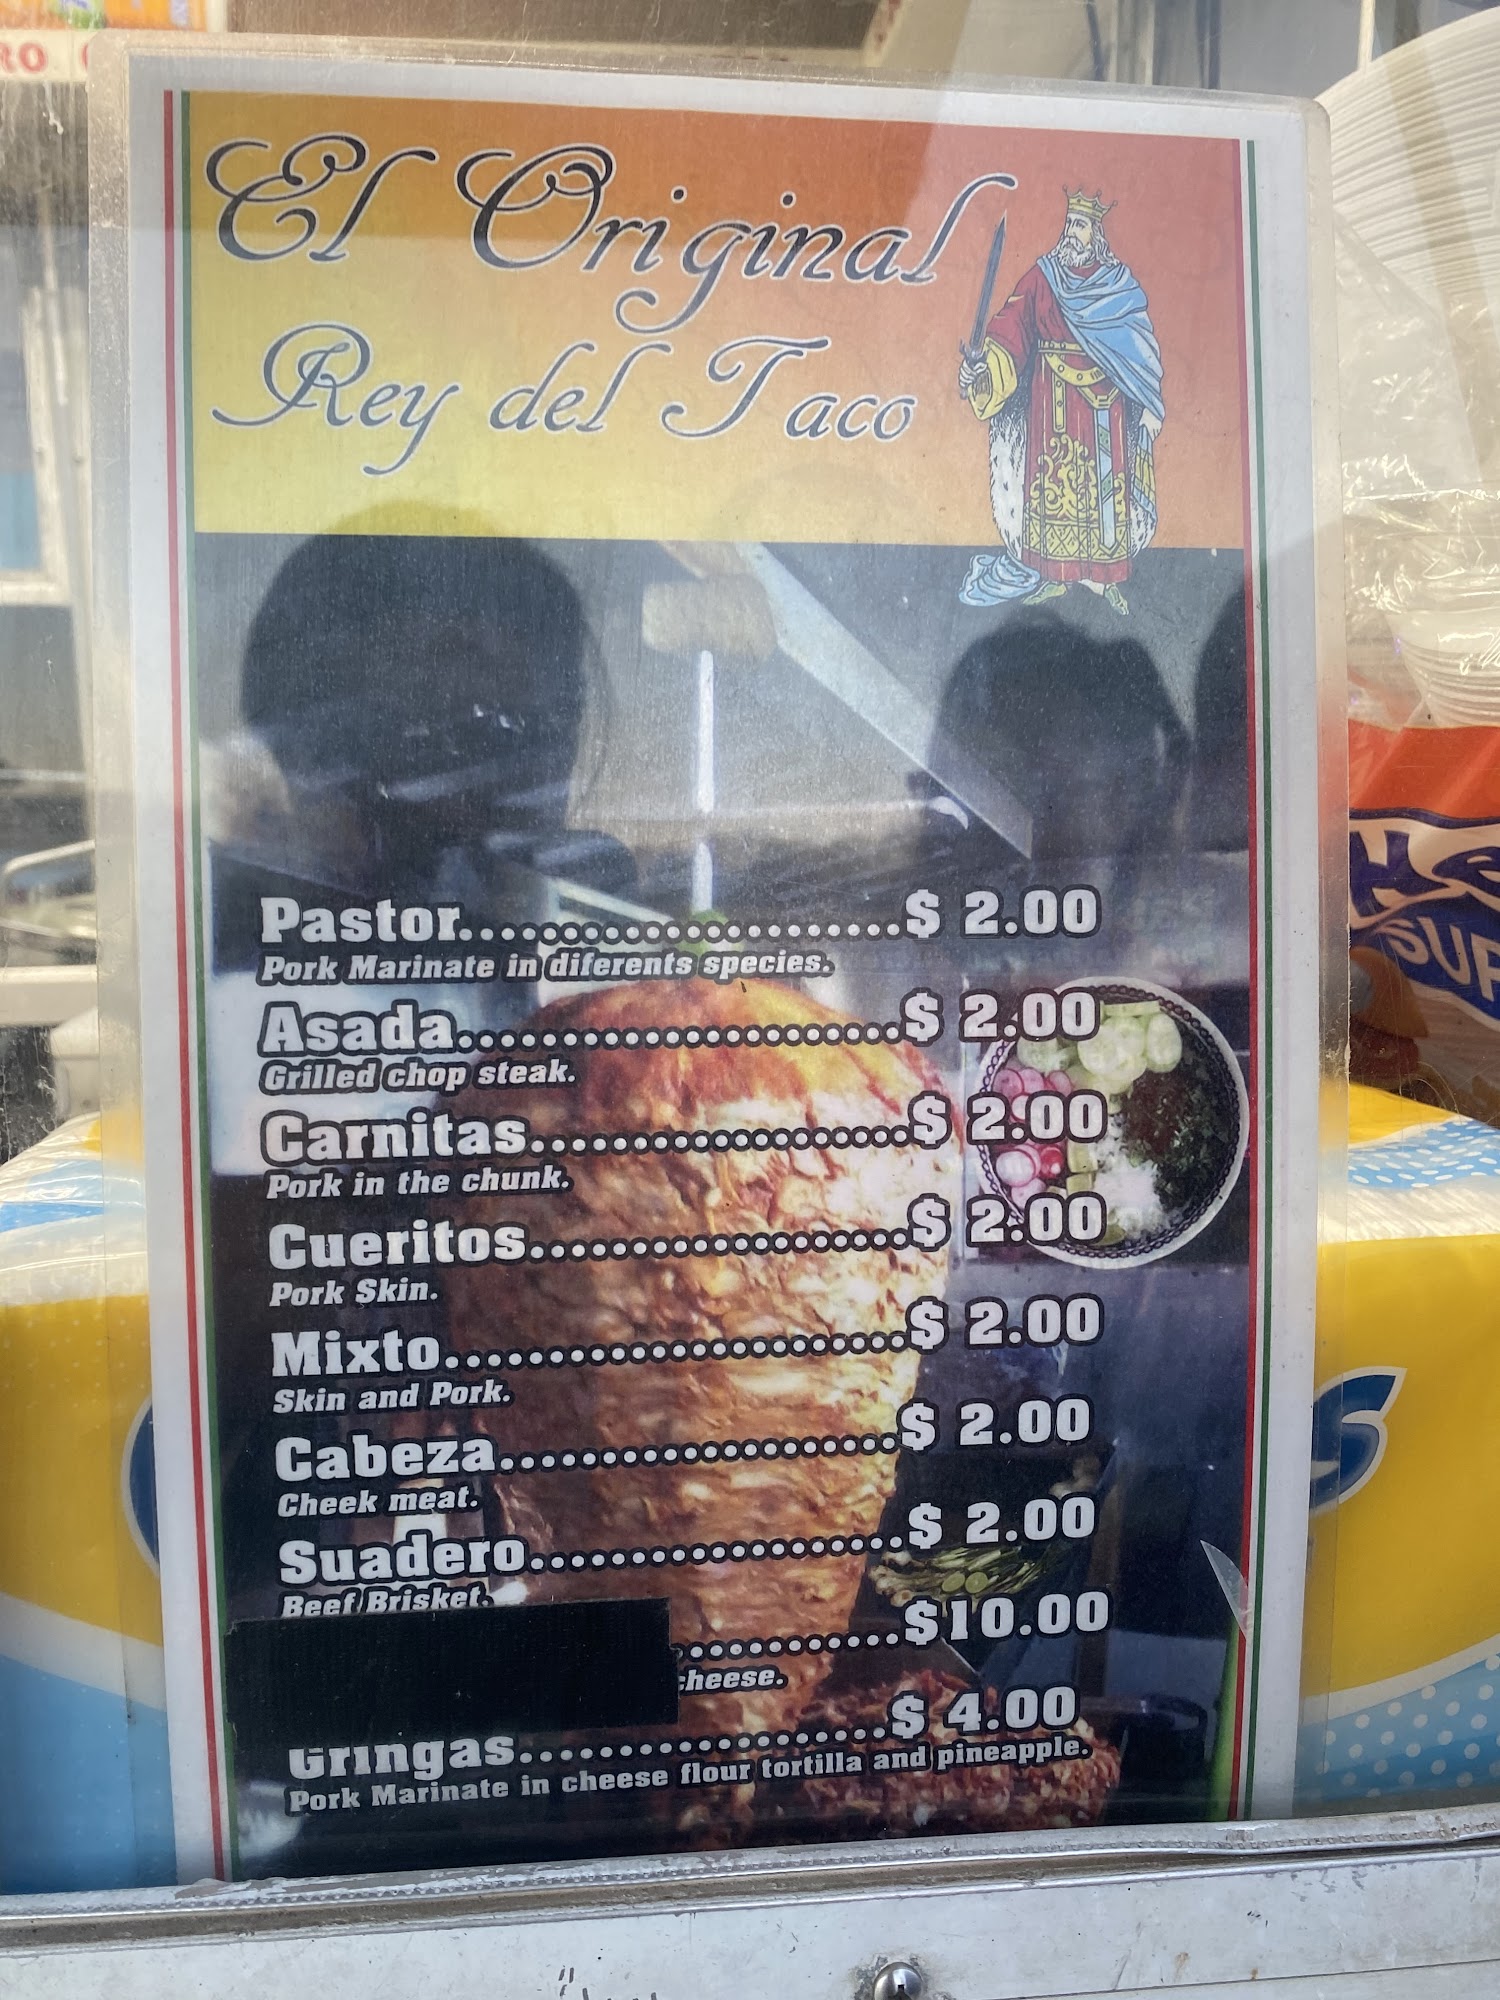 RO
El Original
Rey del Taco
Pastor......................$ 2.00
Pork Marinate in diferents species.
Asada......................$ 2.00
Grilled chop steak.
Carnitas...................$ 2.00
Pork in the chunk.
Cueritos...................$ 2.00
Pork Skin.
Mixto.......................$ 2.00
Skin and Pork.
Cabeza....................$ 2.00
Cheek meat.
Suadero...................$ 2.00
Beef Brisket.
...........$10.00
cheese.
Gringas...................$ 4.00
Pork Marinate in cheese flour tortilla and pineapple.